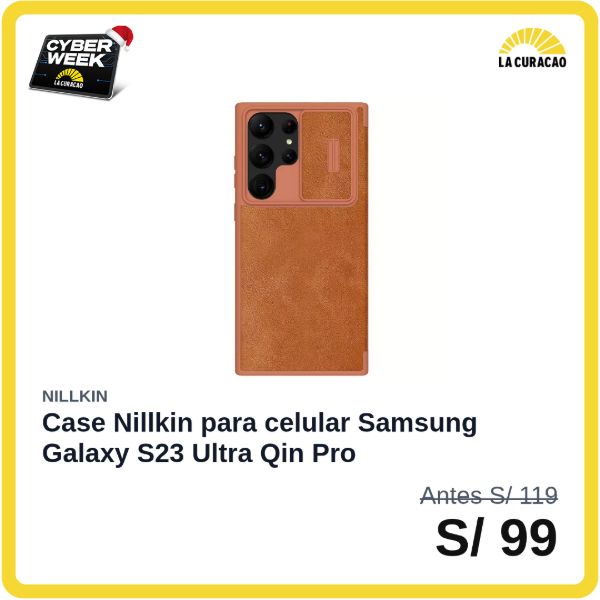 CYBER
WEEK
LA CURACAO
LA CURACAO
NILLKIN
Case Nillkin para celular Samsung
Galaxy S23 Ultra Qin Pro
Antes S/ 119
S/ 99